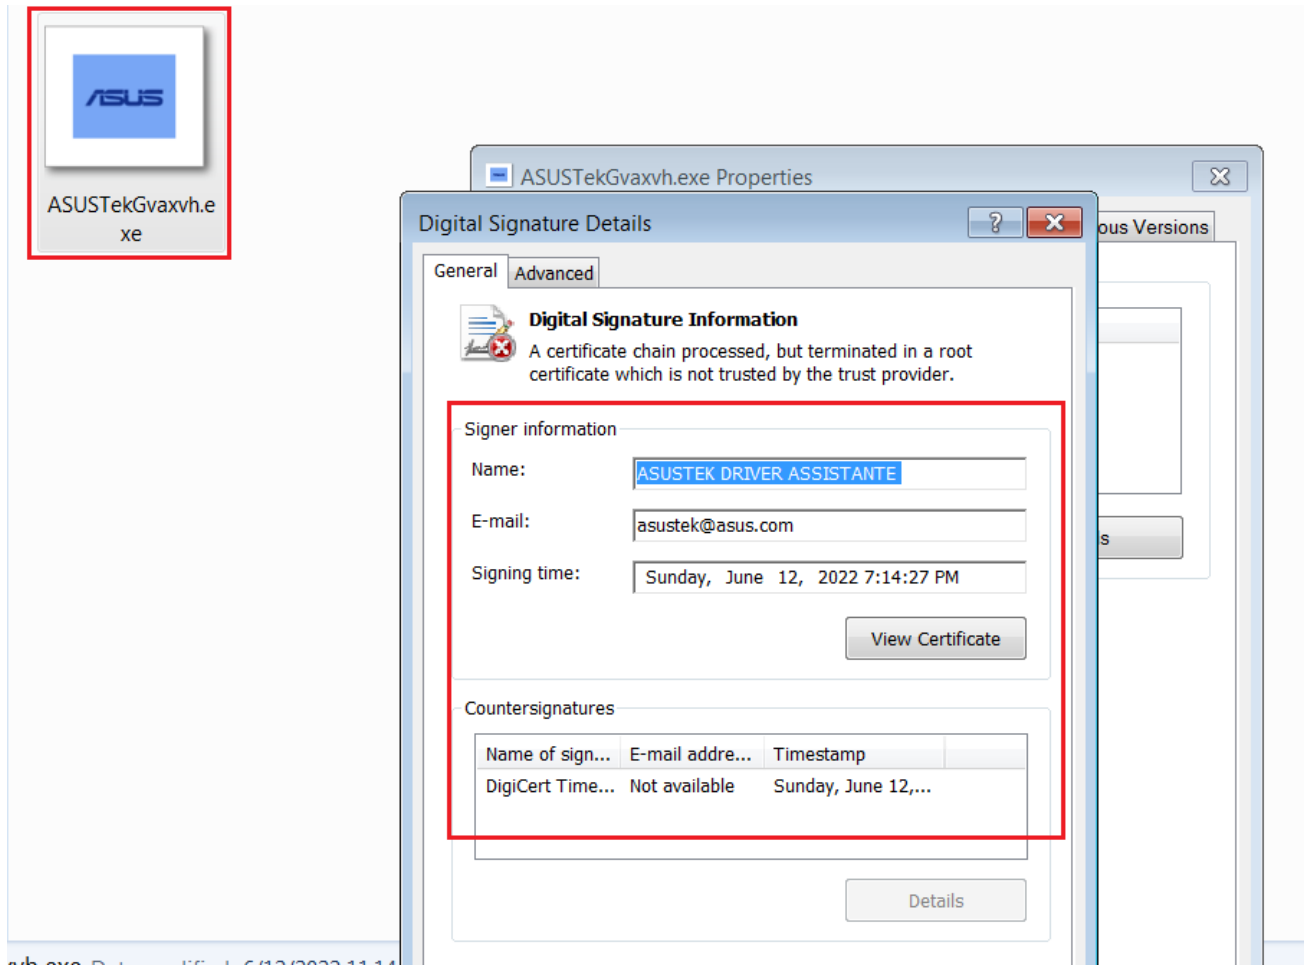 ASUS
ASUSTekGvaxvh.e
xe
ASUSTekGvaxvh.exe Properties
Digital Signature Details
ous Versions
General
Advanced
Digital Signature Information
A certificate chain processed, but terminated in a root
certificate which is not trusted by the trust provider.
Signer information
Name:
ASUSTEK DRIVER ASSISTANTE
E-mail:
asustek@asus.com
s
Signing time:
Sunday, June 12, 2022 7:14:27 PM
View Certificate
Countersignatures
Name of sign... E-mail addre... Timestamp
DigiCert Time... Not available Sunday, June 12,...
Details